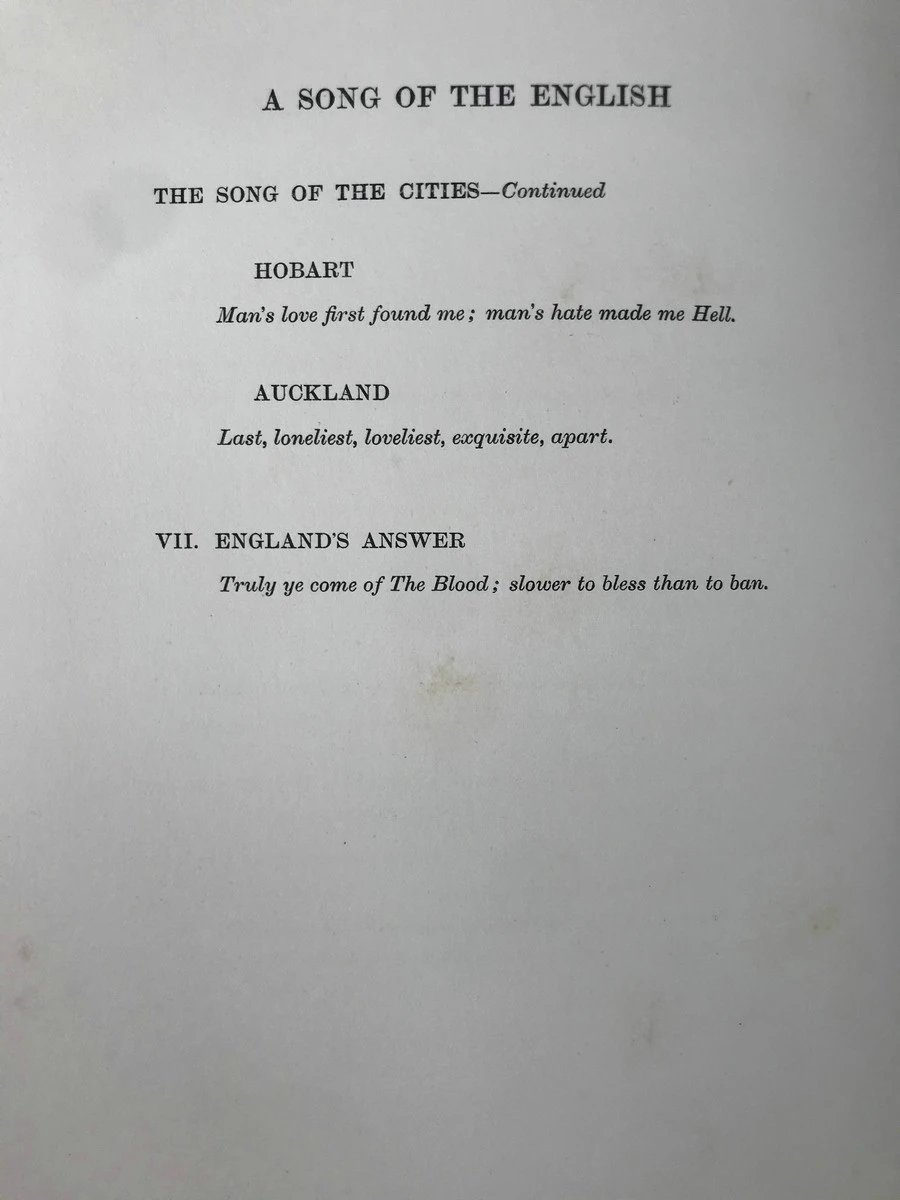 A SONG OF THE ENGLISH
THE SONG OF THE CITIES—Continued
HOBART
Man's love first found me; man's hate made me Hell.
AUCKLAND
Last, loneliest, loveliest, exquisite, apart.
VII. ENGLAND'S ANSWER
Truly ye come of The Blood; slower to bless than to ban.